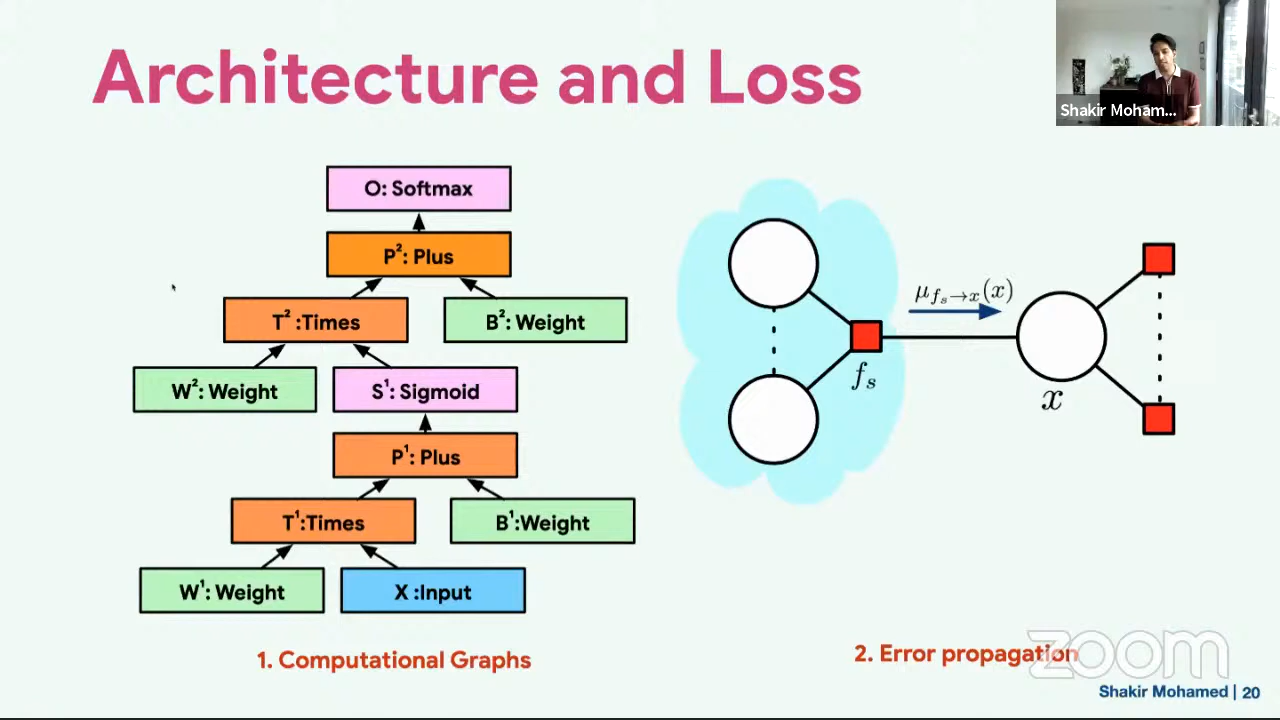 Architecture and Loss
Shakir Moham...
O: Softmax
P²: Plus
T² :Times
B²: Weight
W²: Weight
S¹: Sigmoid
P¹: Plus
T¹:Times
B¹:Weight
W¹: Weight
X :Input
1. Computational Graphs
μ_{f_s→x}(x)
f_s
x
2. Error propagation
zoom
Shakir Mohamed | 20